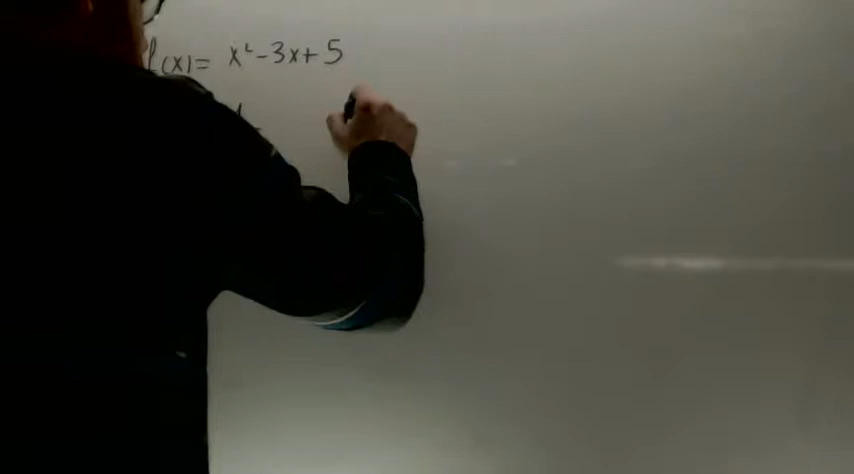 f(x) = x² - 3x + 5